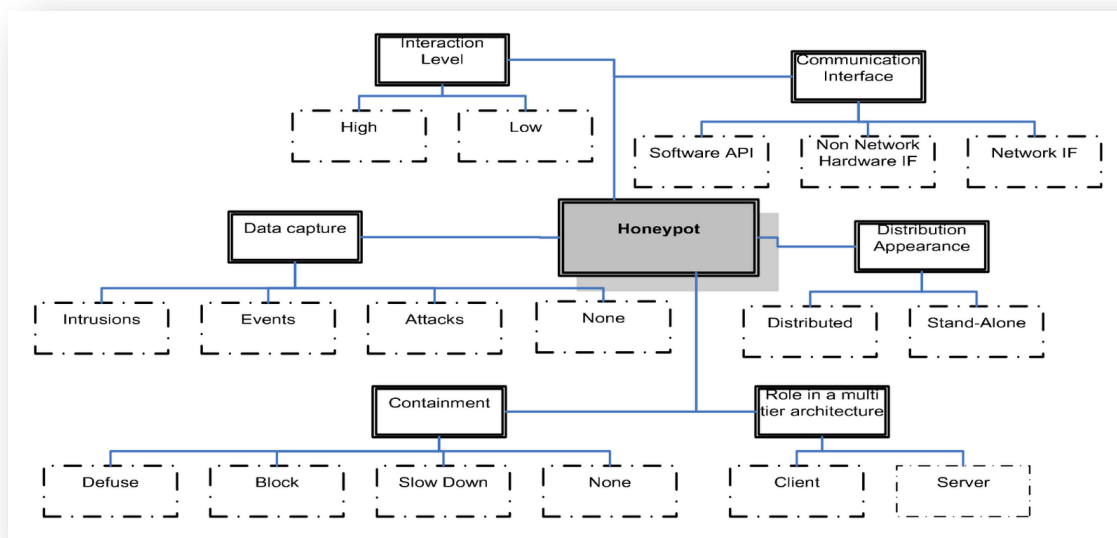 Interaction
Level
Communication
Interface
High
Low
Software API
Non Network
Hardware IF
Network IF
Data capture
Honeypot
Distribution
Appearance
Intrusions
Events
Attacks
None
Distributed
Stand-Alone
Containment
Role in a multi
tier architecture
Defuse
Block
Slow Down
None
Client
Server